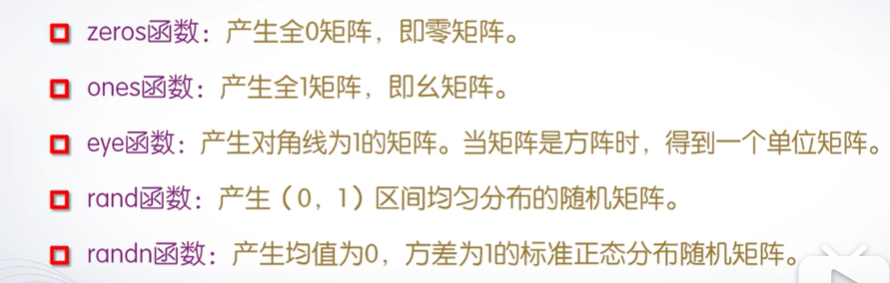 zeros函数：产生全0矩阵，即零矩阵。
ones函数：产生全1矩阵，即幺矩阵。
eye函数：产生对角线为1的矩阵。当矩阵是方阵时，得到一个单位矩阵。
rand函数：产生（0，1）区间均匀分布的随机矩阵。
randn函数：产生均值为0，方差为1的标准正态分布随机矩阵。